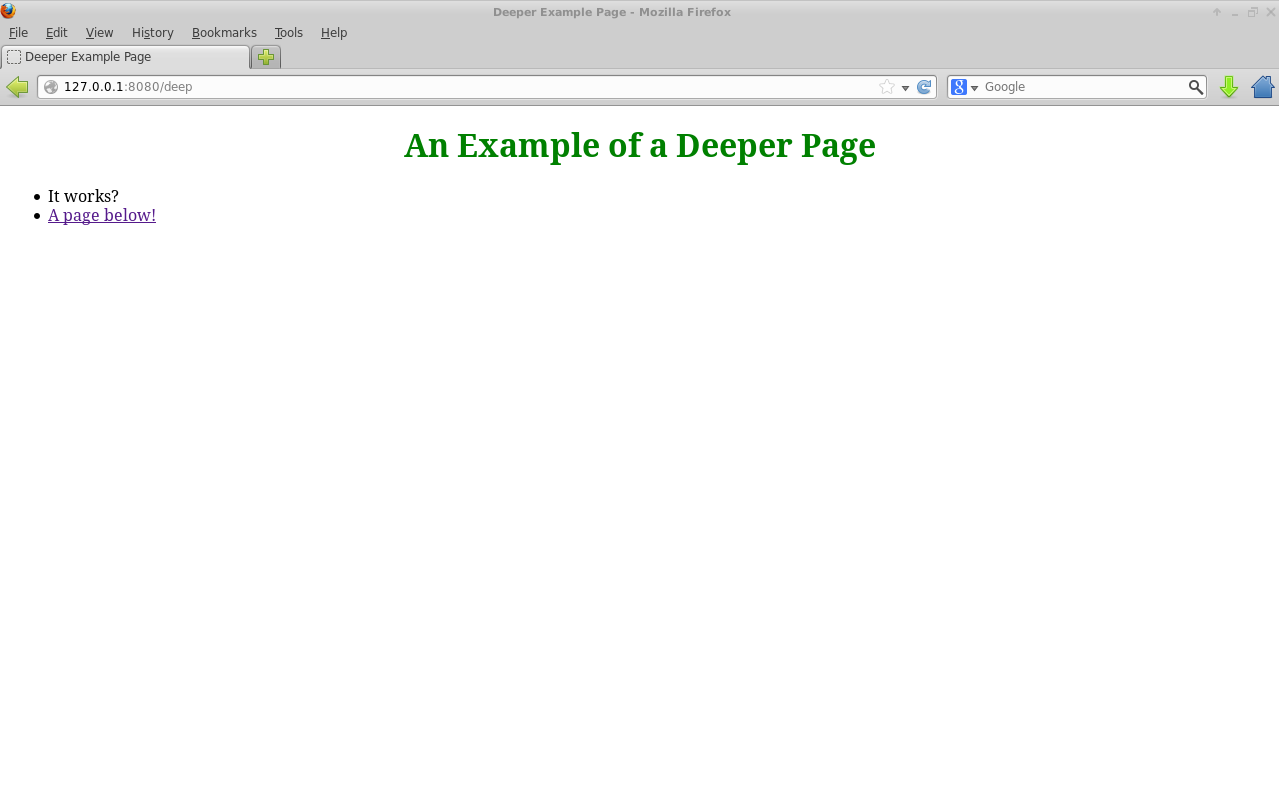 Deeper Example Page - Mozilla Firefox
File Edit View History Bookmarks Tools Help
Deeper Example Page
127.0.0.1:8080/deep 8 Google
An Example of a Deeper Page
It works?
A page below!